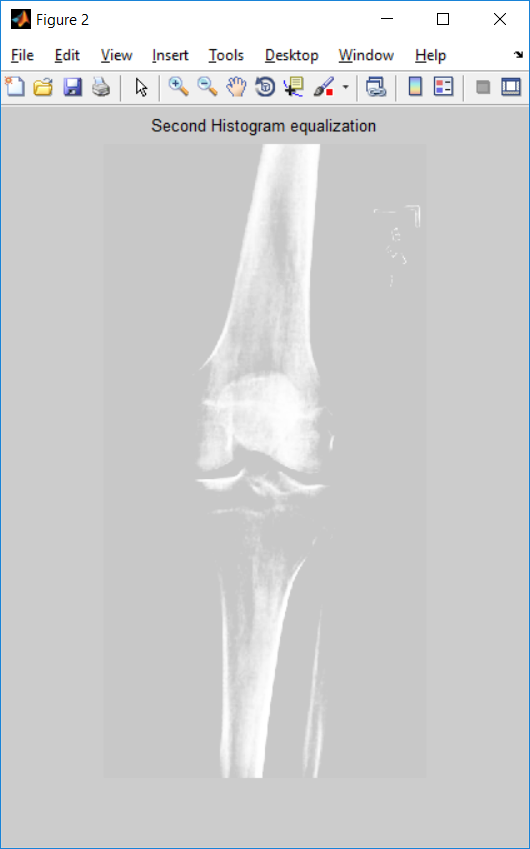 Figure 2
File Edit View Insert Tools Desktop Window Help
Second Histogram equalization